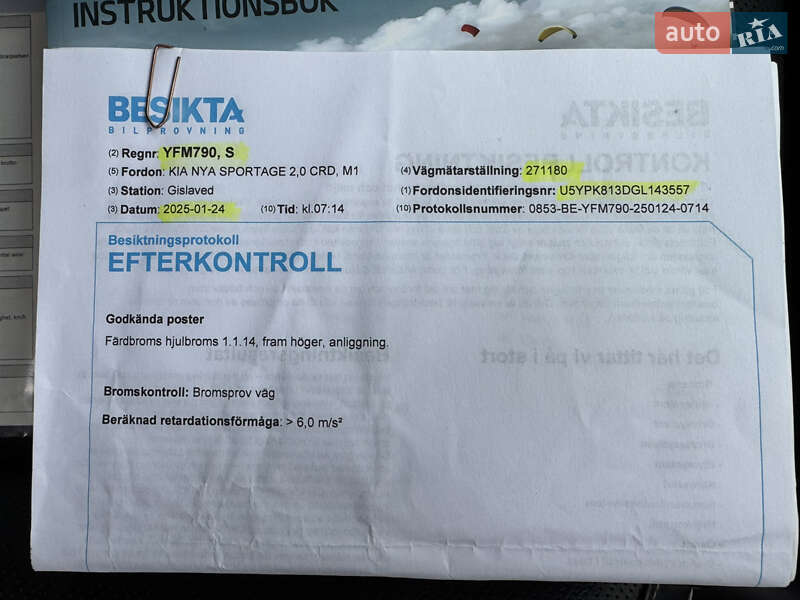 INSTRUKTIONSBOK
auto RIA.com
BESIKTA
BILPROVNING
(2) Regnr: YFM790, S
(5) Fordon: KIA NYA SPORTAGE 2,0 CRD, M1
(4) Vägmätarställning: 271180
(3) Station: Gislaved
(1) Fordonsidentifieringsnr: U5YPK813DGL143557
(3) Datum: 2025-01-24 (10) Tid: kl.07:14
(10) Protokollsnummer: 0853-BE-YFM790-250124-0714
Besiktningsprotokoll
EFTERKONTROLL
Godkända poster
Färdbroms hjulbroms 1.1.14, fram höger, anliggning.
Bromskontroll: Bromsprov väg
Beräknad retardationsförmåga: > 6,0 m/s²